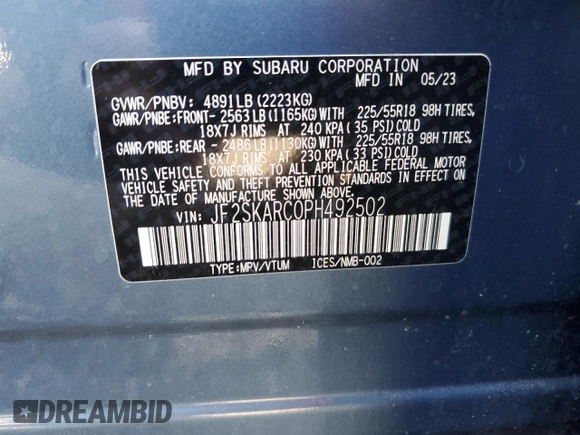 MFD BY SUBARU CORPORATION
MFD IN 05/23
GVWR/PNBV: 4891LB(2223KG)
GAWR/PNBE:FRONT-2563LB(1165KG)WITH 225/55R18 98H TIRES,
18X7J RIMS AT 240 KPA(35 PSI)COLD
GAWR/PNBE:REAR -2486LB(1130KG)WITH 225/55R18 98H TIRES,
18X7J RIMS AT 230 KPA(33 PSI)COLD
THIS VEHICLE CONFORMS TO ALL APPLICABLE FEDERAL MOTOR
VEHICLE SAFETY AND THEFT PREVENTION STANDARDS IN EFFECT ON
THE DATE OF MANUFACTURE SHOWN ABOVE.
VIN: JF2SKARC0PH492502
TYPE:MPV/VTUM ICES/NMB-002
DREAMBID